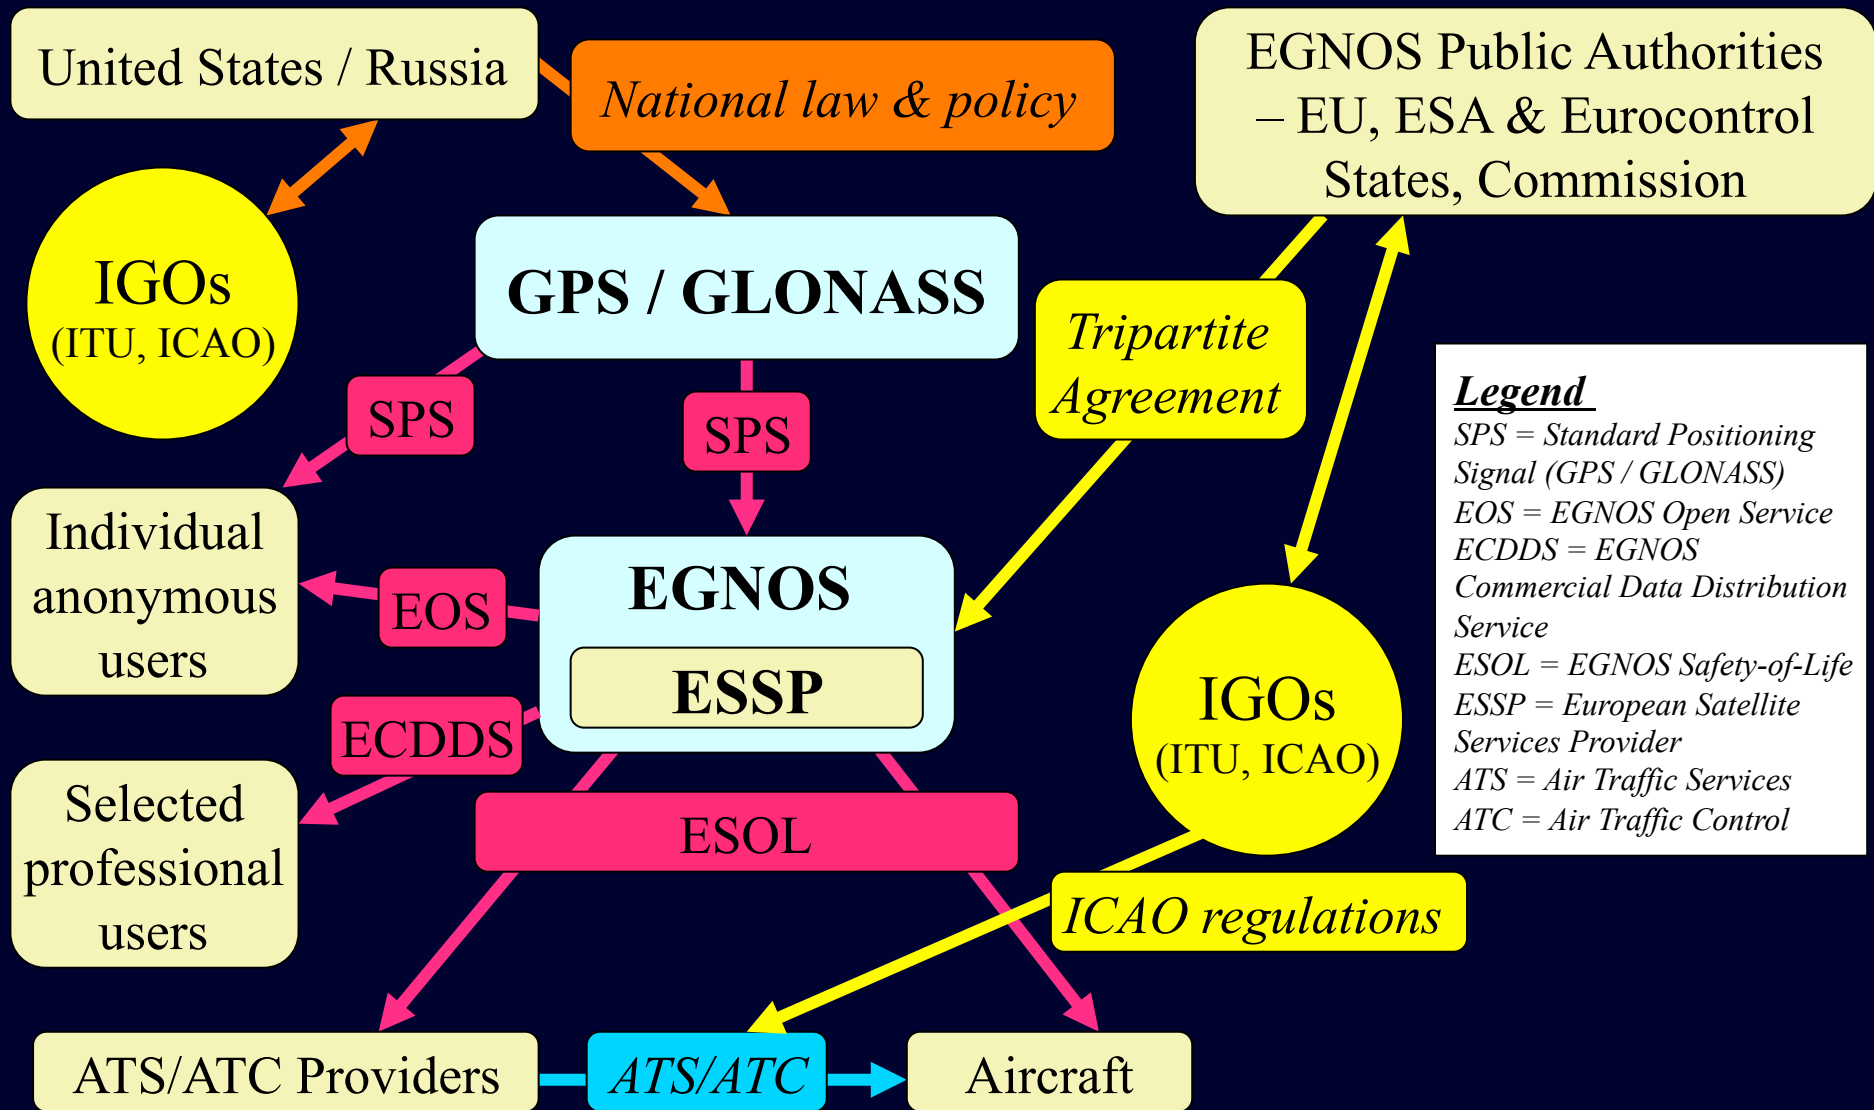 United States / Russia
National law & policy
EGNOS Public Authorities
– EU, ESA & Eurocontrol
States, Commission
IGOs
(ITU, ICAO)
GPS / GLONASS
Tripartite
Agreement
SPS
SPS
Legend
SPS = Standard Positioning
Signal (GPS / GLONASS)
EOS = EGNOS Open Service
ECDDS = EGNOS
Commercial Data Distribution
Service
ESOL = EGNOS Safety-of-Life
ESSP = European Satellite
Services Provider
ATS = Air Traffic Services
ATC = Air Traffic Control
Individual
anonymous
users
EOS
EGNOS
ESSP
ECDDS
IGOs
(ITU, ICAO)
Selected
professional
users
ESOL
ICAO regulations
ATS/ATC Providers
ATS/ATC
Aircraft